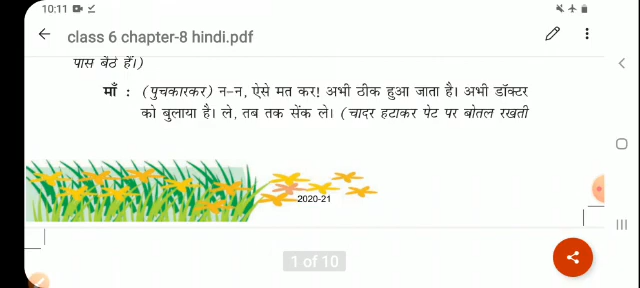 10:11
class 6 chapter-8 hindi.pdf
पास बैठे हैं।)
माँ : (पुचकारकर) न-न, ऐसे मत कर! अभी ठीक हुआ जाता है। अभी डॉक्टर
को बुलाया है। ले, तब तक सेंक ले। (चादर हटाकर पेट पर बोतल रखती
2020-21
1 of 10